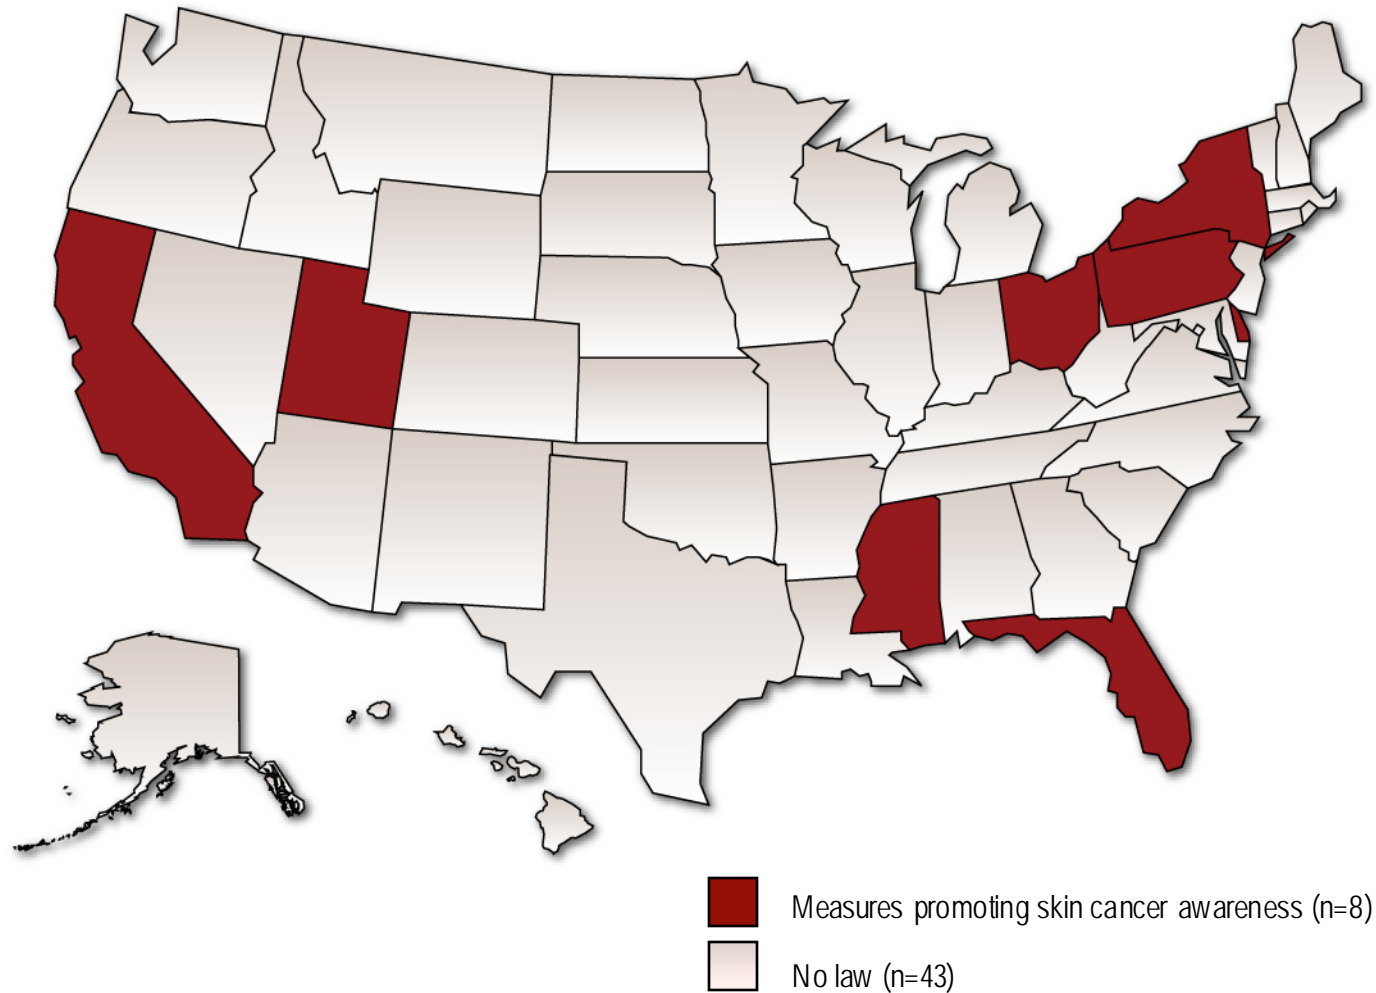 Measures promoting skin cancer awareness (n=8)
No law (n=43)